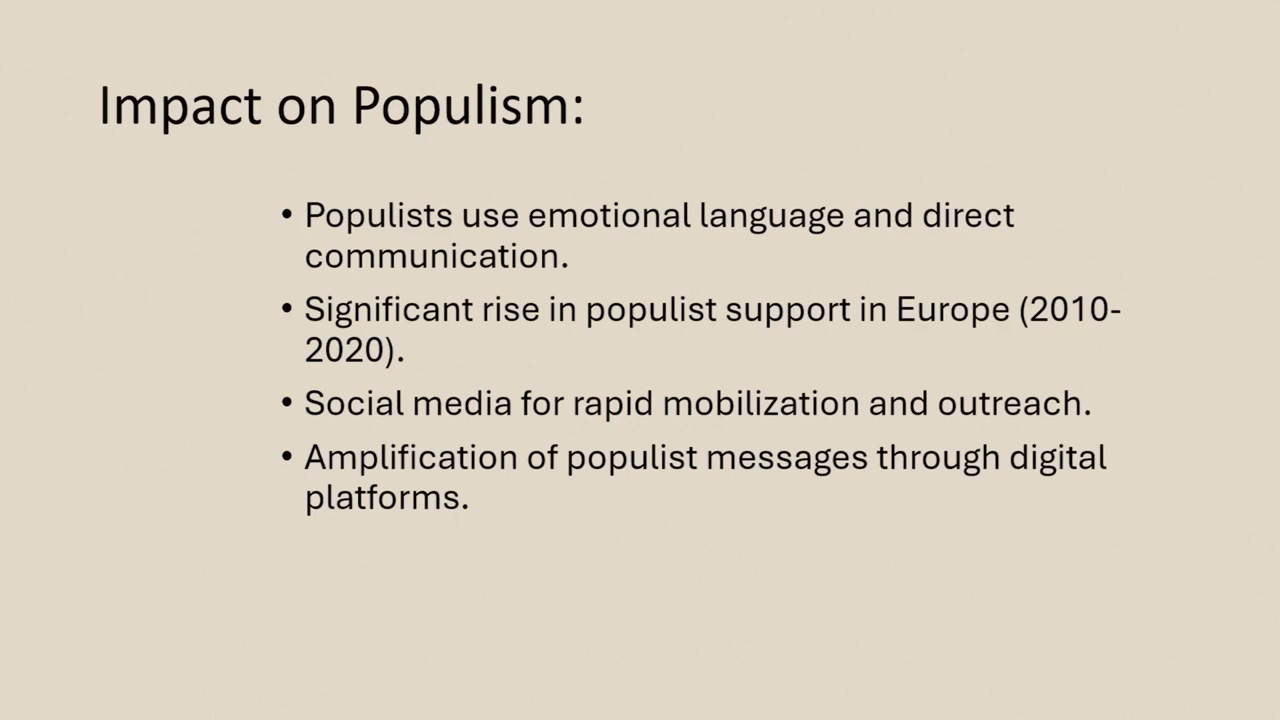 Impact on Populism:
• Populists use emotional language and direct
communication.
• Significant rise in populist support in Europe (2010-
2020).
• Social media for rapid mobilization and outreach.
• Amplification of populist messages through digital
platforms.